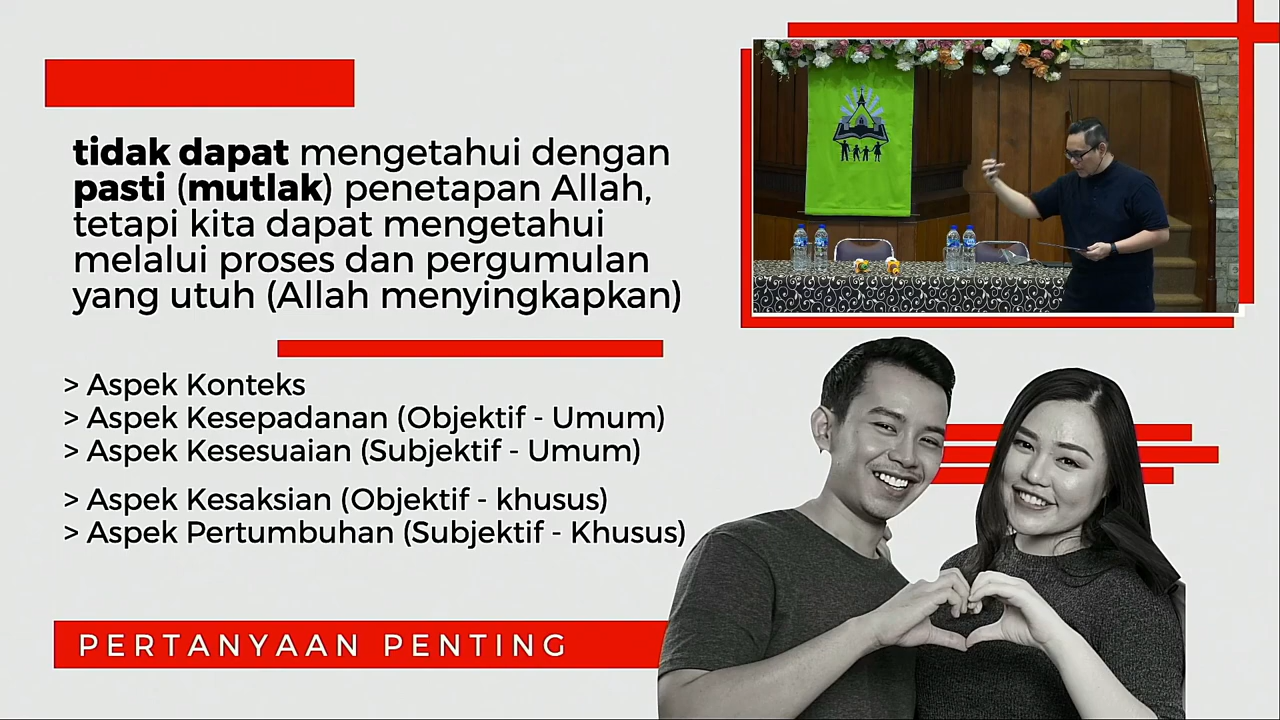 tidak dapat mengetahui dengan
pasti (mutlak) penetapan Allah,
tetapi kita dapat mengetahui
melalui proses dan pergumulan
yang utuh (Allah menyingkapkan)
> Aspek Konteks
> Aspek Kesepadanan (Objektif - Umum)
> Aspek Kesesuaian (Subjektif - Umum)
> Aspek Kesaksian (Objektif - khusus)
> Aspek Pertumbuhan (Subjektif - Khusus)
PERTANYAAN PENTING